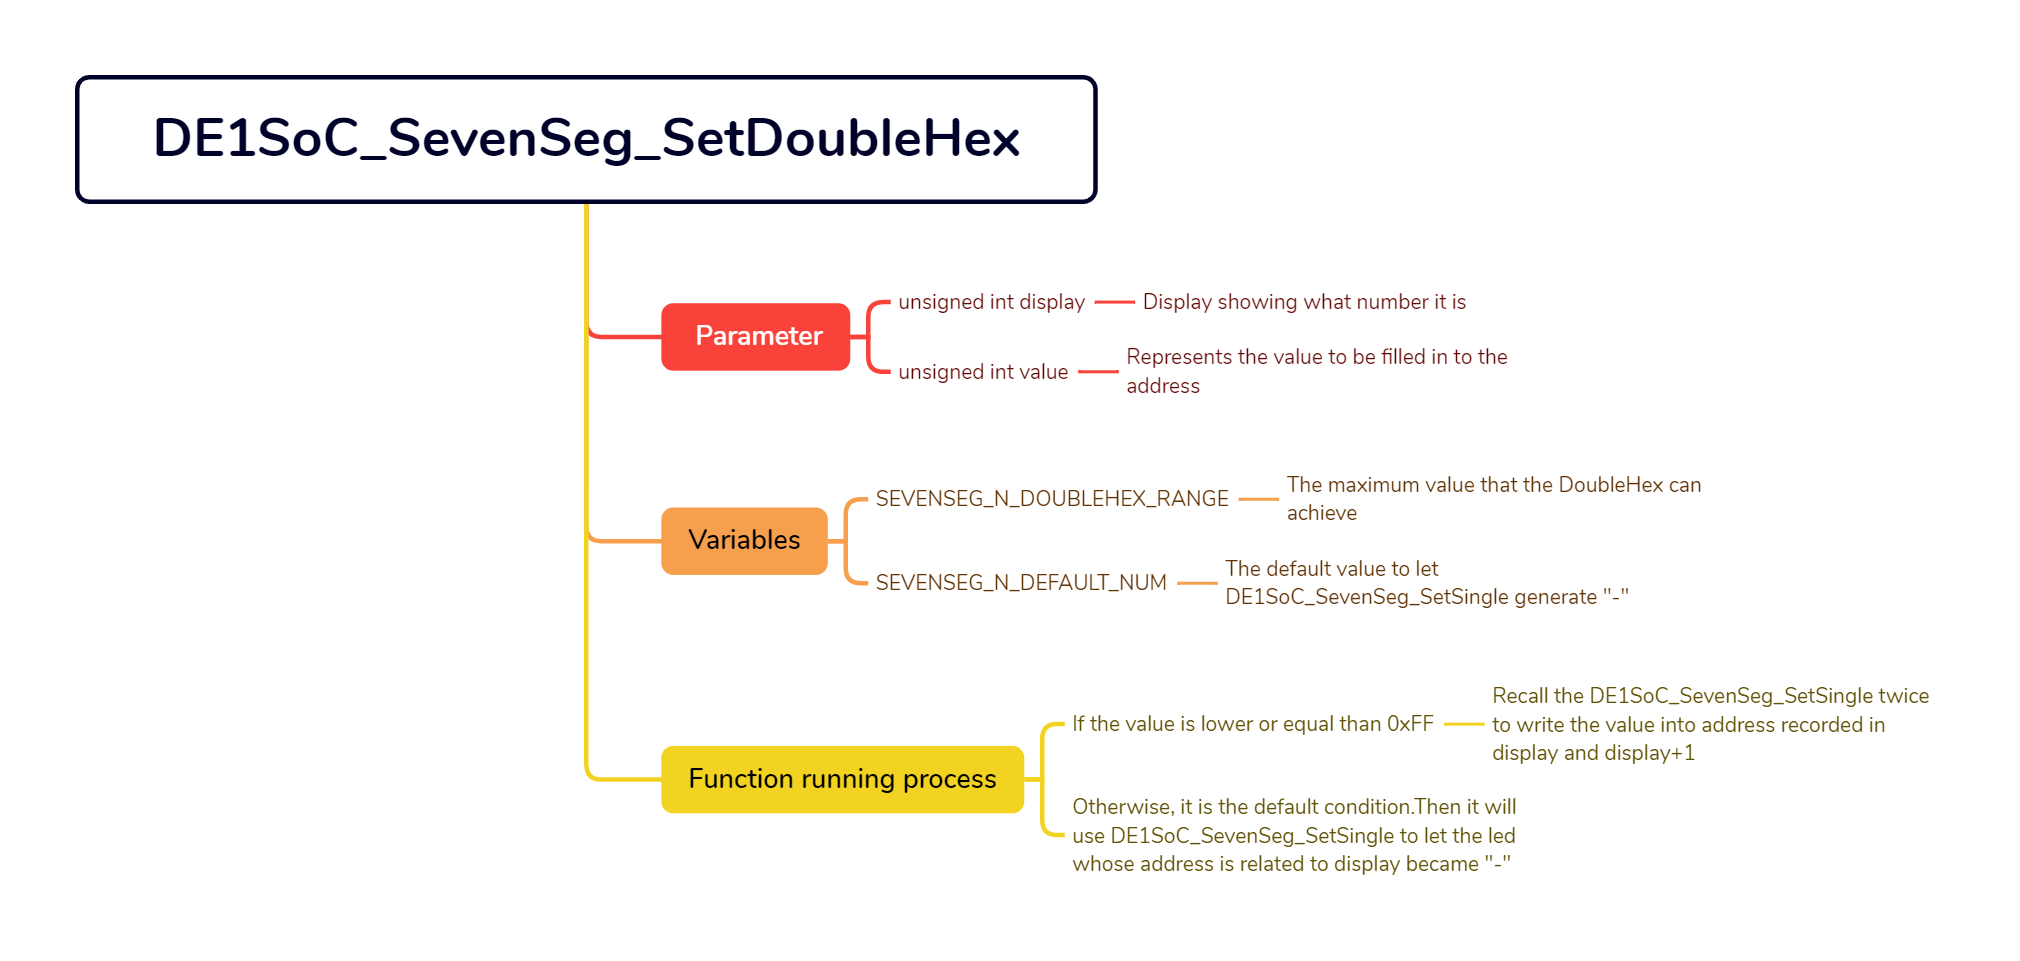 DE1SoC_SevenSeg_SetDoubleHex
Parameter
unsigned int display
Display showing what number it is
unsigned int value
Represents the value to be filled in to the
address
Variables
SEVENSEG_N_DOUBLEHEX_RANGE
The maximum value that the DoubleHex can
achieve
SEVENSEG_N_DEFAULT_NUM
The default value to let
DE1SoC_SevenSeg_SetSingle generate "-"
Function running process
If the value is lower or equal than 0xFF
Recall the DE1SoC_SevenSeg_SetSingle twice
to write the value into address recorded in
display and display+1
Otherwise, it is the default condition.Then it will
use DE1SoC_SevenSeg_SetSingle to let the led
whose address is related to display became "-"